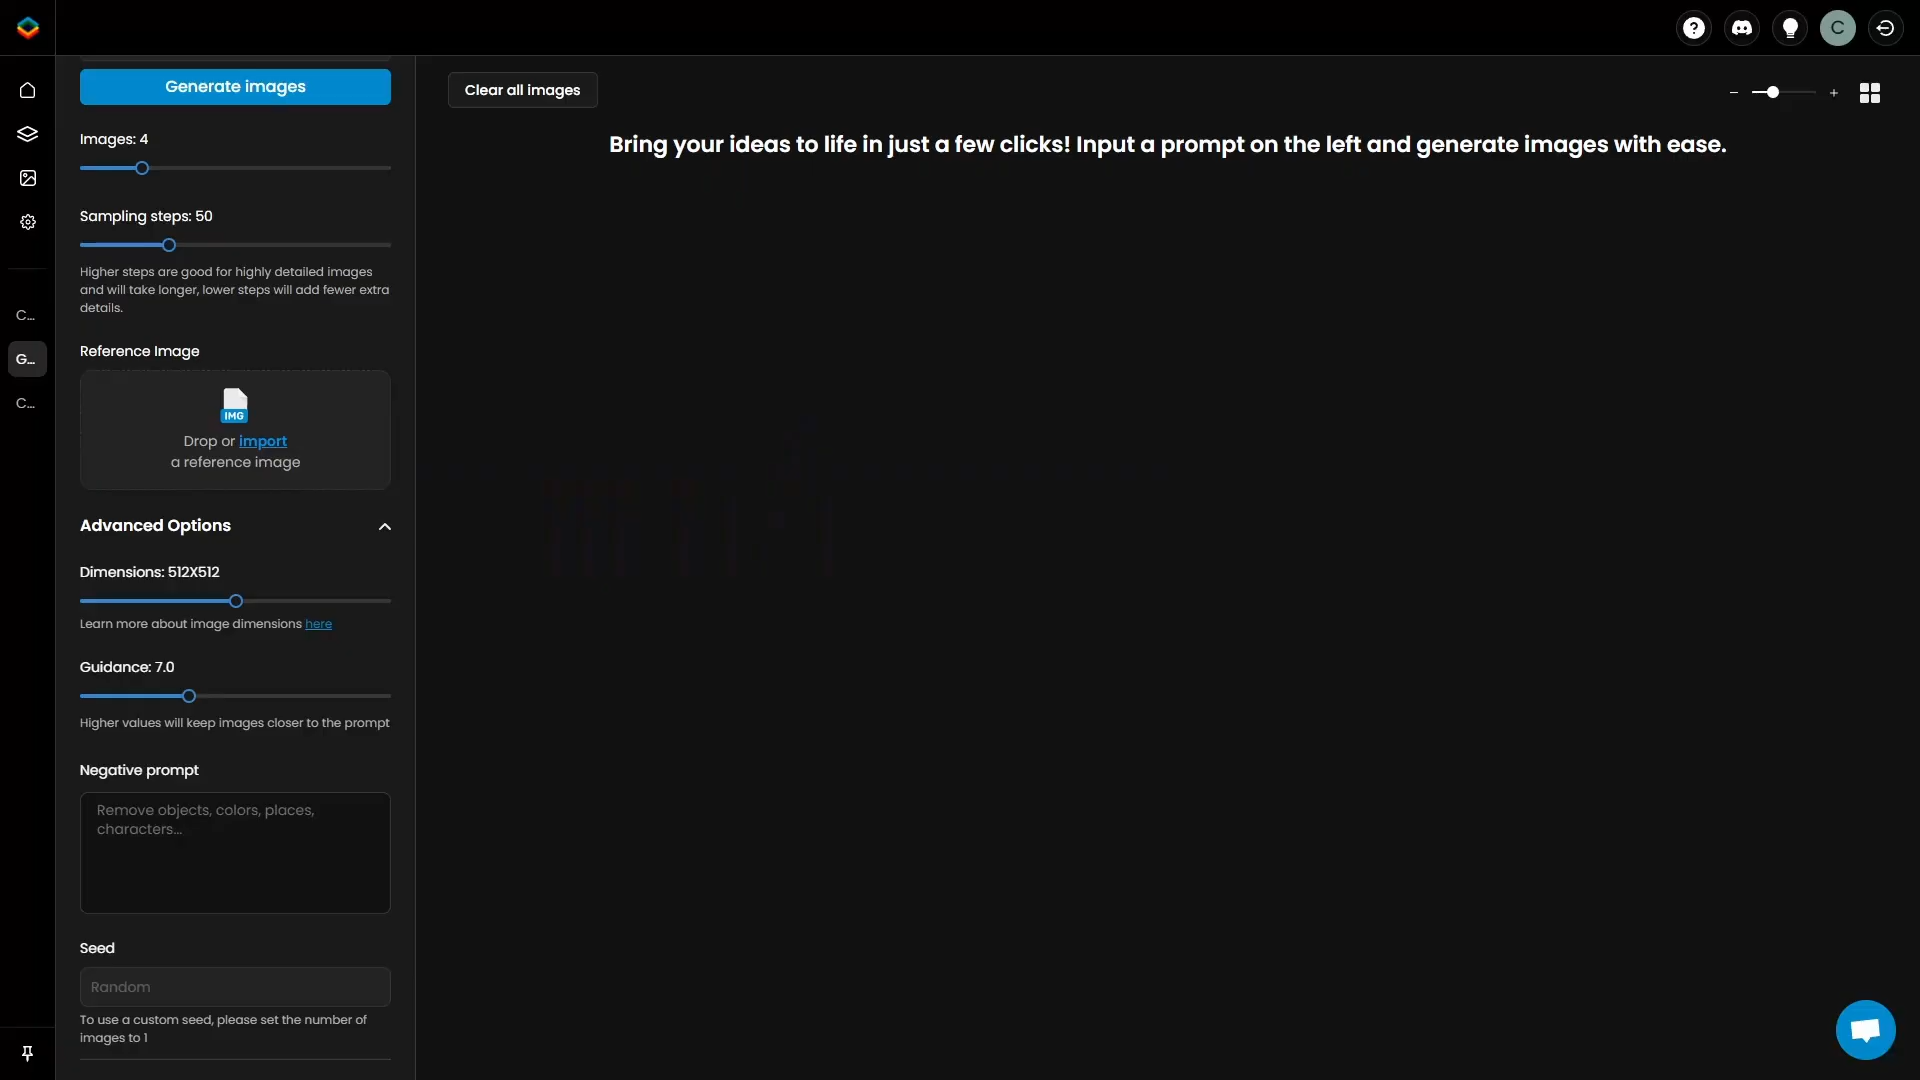 C
Generate images
Clear all images
Images: 4
Bring your ideas to life in just a few clicks! Input a prompt on the left and generate images with ease.
Sampling steps: 50
Higher steps are good for highly detailed images
and will take longer, lower steps will add fewer extra
details.
C...
Reference Image
G...
IMG
C...
Drop or import
a reference image
Advanced Options
Dimensions: 512X512
Learn more about image dimensions here
Guidance: 7.0
Higher values will keep images closer to the prompt
Negative prompt
Remove objects, colors, places,
characters...
Seed
Random
To use a custom seed, please set the number of
images to 1